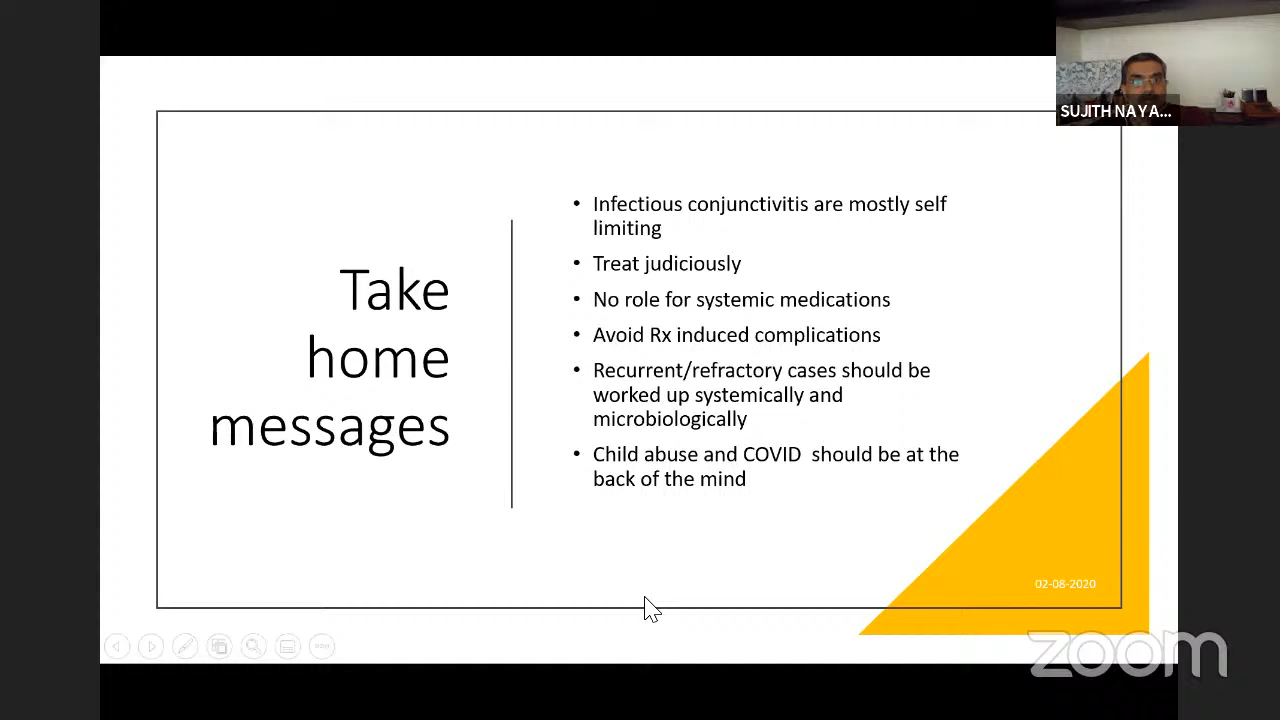 SUJITH NAYA...
Take
home
messages
• Infectious conjunctivitis are mostly self
limiting
• Treat judiciously
• No role for systemic medications
• Avoid Rx induced complications
• Recurrent/refractory cases should be
worked up systemically and
microbiologically
• Child abuse and COVID  should be at the
back of the mind
02-08-2020
zoom